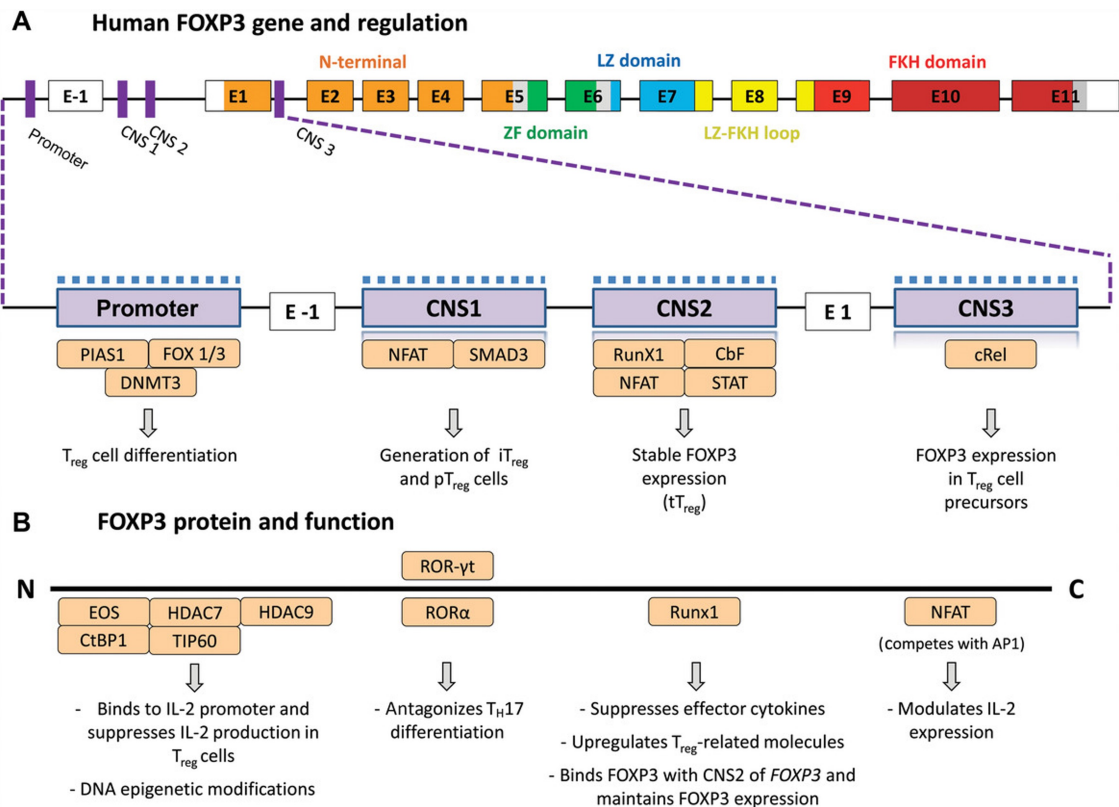 A Human FOXP3 gene and regulation
N-terminal LZ domain FKH domain
E-1 E1 E2 E3 E4 E5 E6 E7 E8 E9 E10 E11
Promoter CNS 1 CNS 2 CNS 3
ZF domain LZ-FKH loop
Promoter E -1 CNS1 CNS2 E 1 CNS3
PIAS1 FOX 1/3 NFAT SMAD3 RunX1 CbF cRel
DNMT3 NFAT STAT
Treg cell differentiation
Generation of iTreg
and pTreg cells
Stable FOXP3
expression
(tTreg)
FOXP3 expression
in Treg cell
precursors
B FOXP3 protein and function
ROR-γt
N C
EOS HDAC7 HDAC9 RORα Runx1 NFAT
CtBP1 TIP60 (competes with AP1)
- Binds to IL-2 promoter and
suppresses IL-2 production in
Treg cells
- DNA epigenetic modifications
- Antagonizes TH17
differentiation
- Suppresses effector cytokines
- Upregulates Treg-related molecules
- Binds FOXP3 with CNS2 of FOXP3 and
maintains FOXP3 expression
- Modulates IL-2
expression